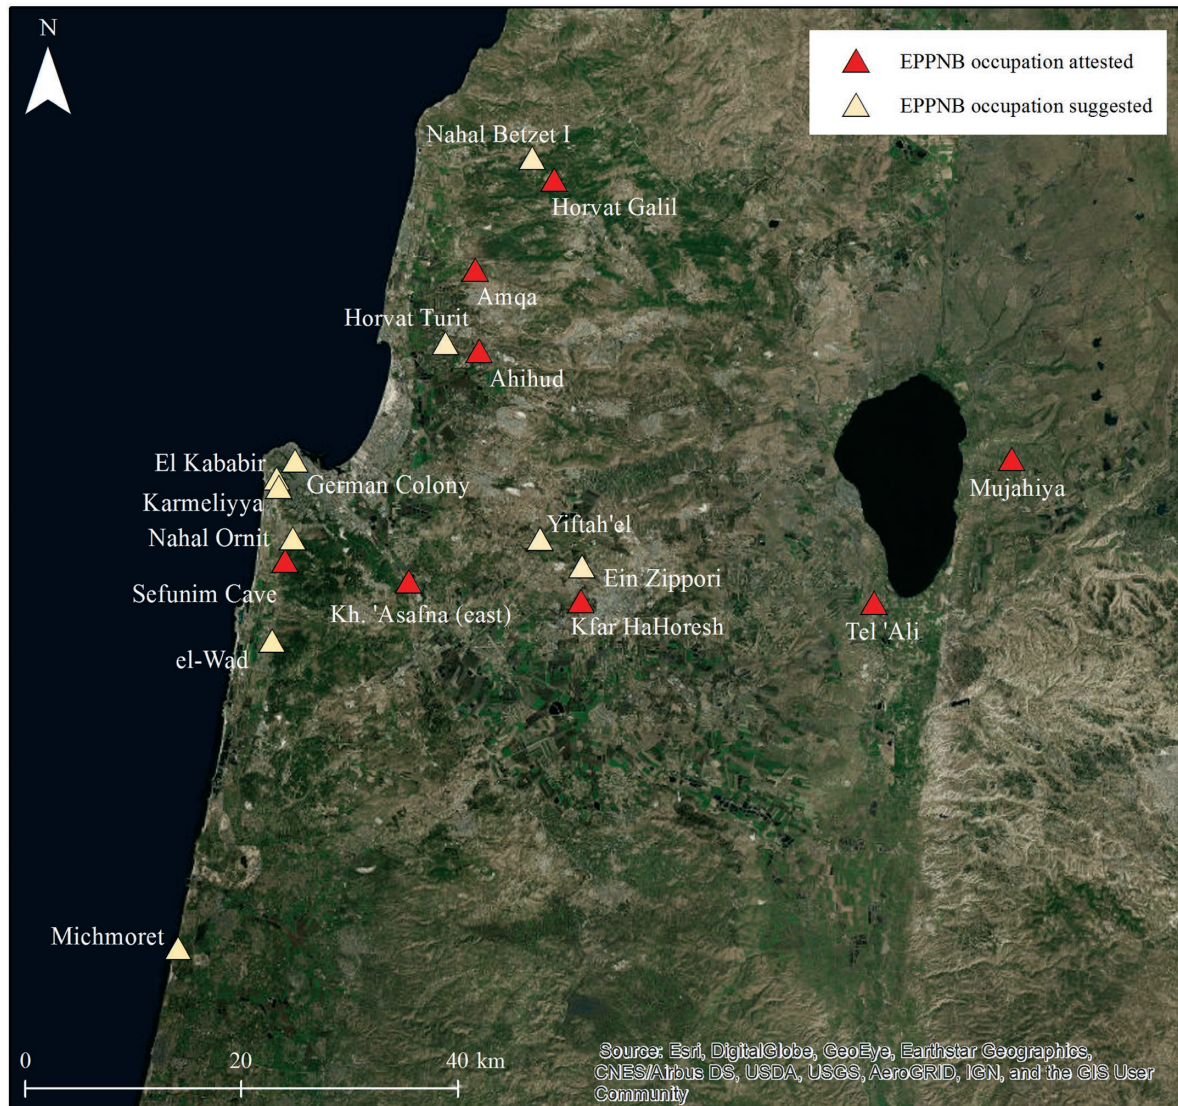 N
EPPNB occupation attested
EPPNB occupation suggested
Nahal Betzet I
Horvat Galil
Amqa
Horvat Turit
Ahihud
El Kababir
German Colony
Karmeliyya
Mujahiya
Nahal Ornit
Yiftah'el
Sefunim Cave
Ein Zippori
Kh. 'Asafna (east)
Kfar HaHoresh
Tel 'Ali
el-Wad
Michmoret
0 20 40 km
Source: Esri, DigitalGlobe, GeoEye, Earthstar Geographics,
CNES/Airbus DS, USDA, USGS, AeroGRID, IGN, and the GIS User
Community